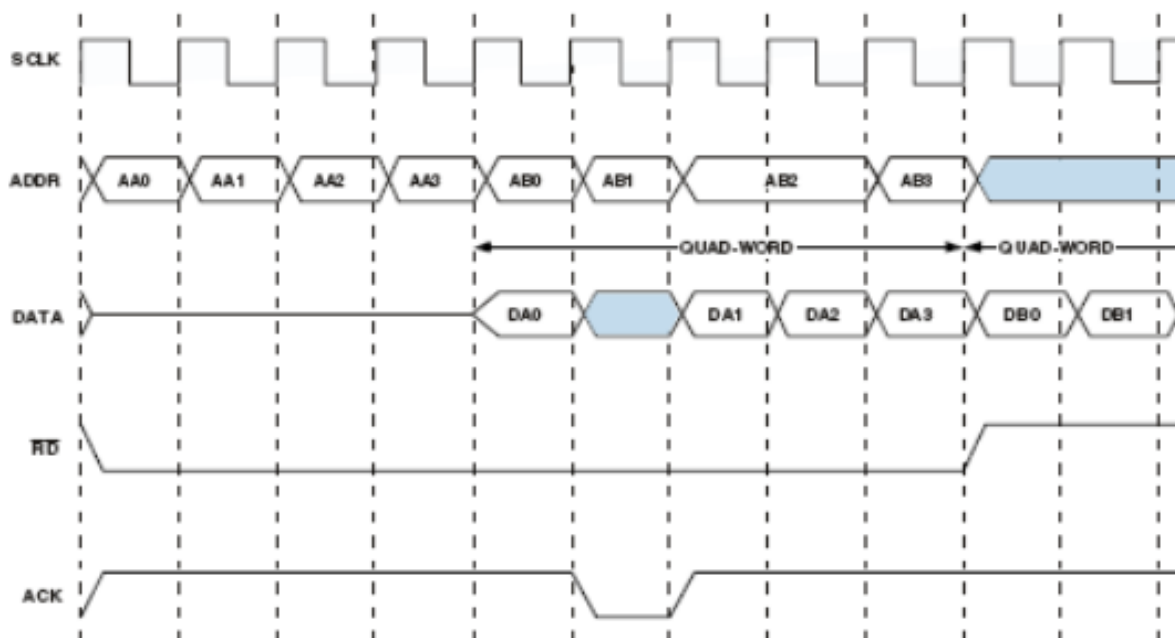 SCLK
ADDR AA0 AA1 AA2 AA3 AB0 AB1 AB2 AB3
QUAD-WORD QUAD-WORD
DATA DA0 DA1 DA2 DA3 DB0 DB1
RD
ACK